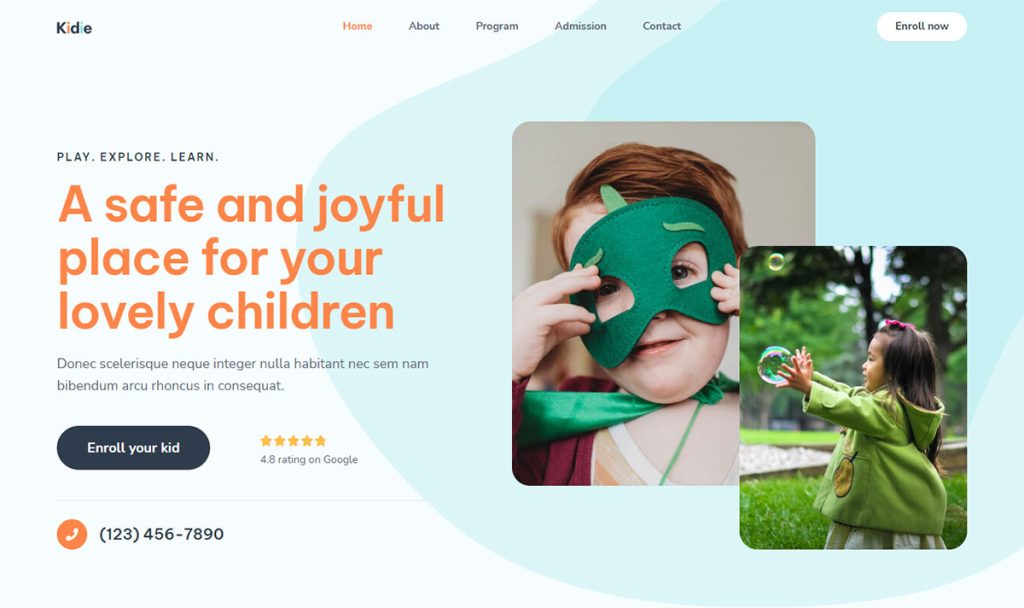 Kidie
Home
About
Program
Admission
Contact
Enroll now
PLAY. EXPLORE. LEARN.
A safe and joyful
place for your
lovely children
Donec scelerisque neque integer nulla habitant nec sem nam
bibendum arcu rhoncus in consequat.
Enroll your kid
4.8 rating on Google
(123) 456-7890